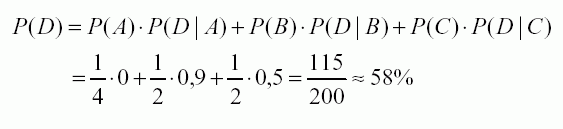 P(D) = P(A)·P(D|A)+P(B)·P(D|B)+P(C)·P(D|C)
= 1/4·0+1/2·0,9+1/2·0,5 = 115/200 ≈ 58%